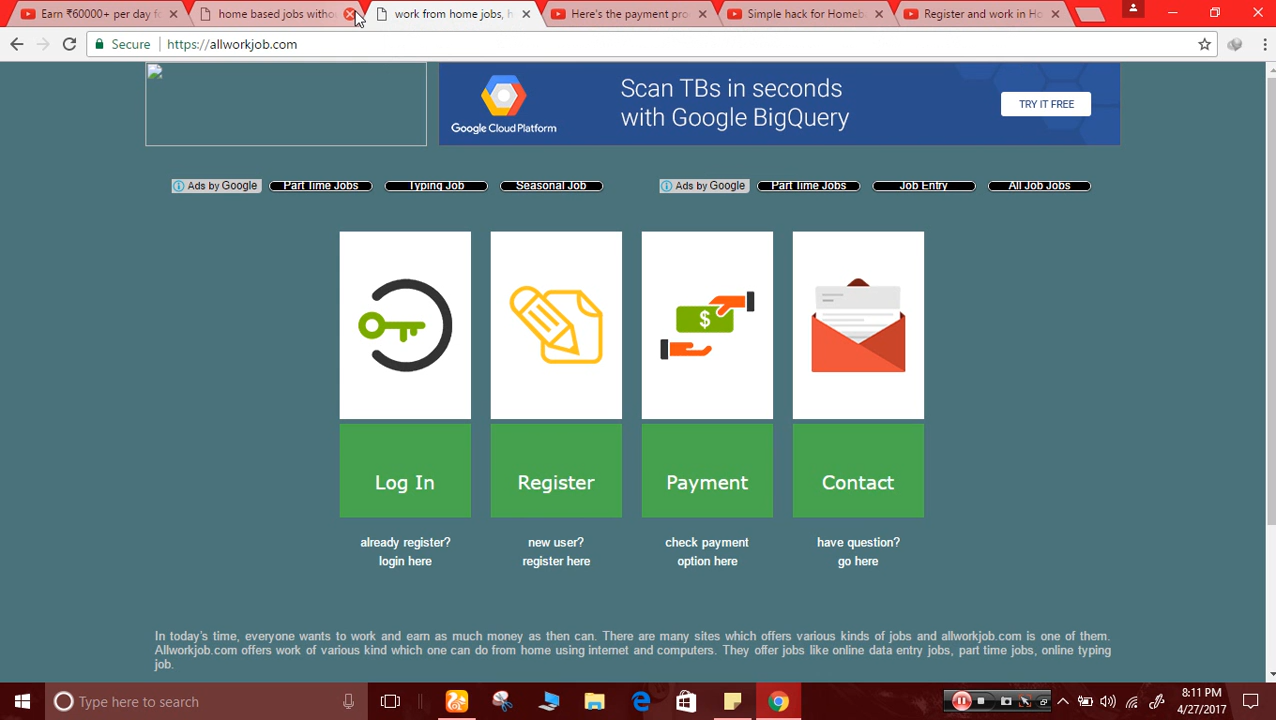 Earn ₹60000+ per day fo
home based jobs withou
work from home jobs, h
Here's the payment pro
Simple hack for Homeb
Register and work in Ho
Secure
https://allworkjob.com
Google Cloud Platform
Scan TBs in seconds
with Google BigQuery
TRY IT FREE
Ads by Google
Part Time Jobs
Typing Job
Seasonal Job
Ads by Google
Part Time Jobs
Job Entry
All Job Jobs
$
Log In
Register
Payment
Contact
already register?
login here
new user?
register here
check payment
option here
have question?
go here
In today's time, everyone wants to work and earn as much money as then can. There are many sites which offers various kinds of jobs and allworkjob.com is one of them.
Allworkjob.com offers work of various kind which one can do from home using internet and computers. They offer jobs like online data entry jobs, part time jobs, online typing
job.
Type here to search
8:11 PM
4/27/2017